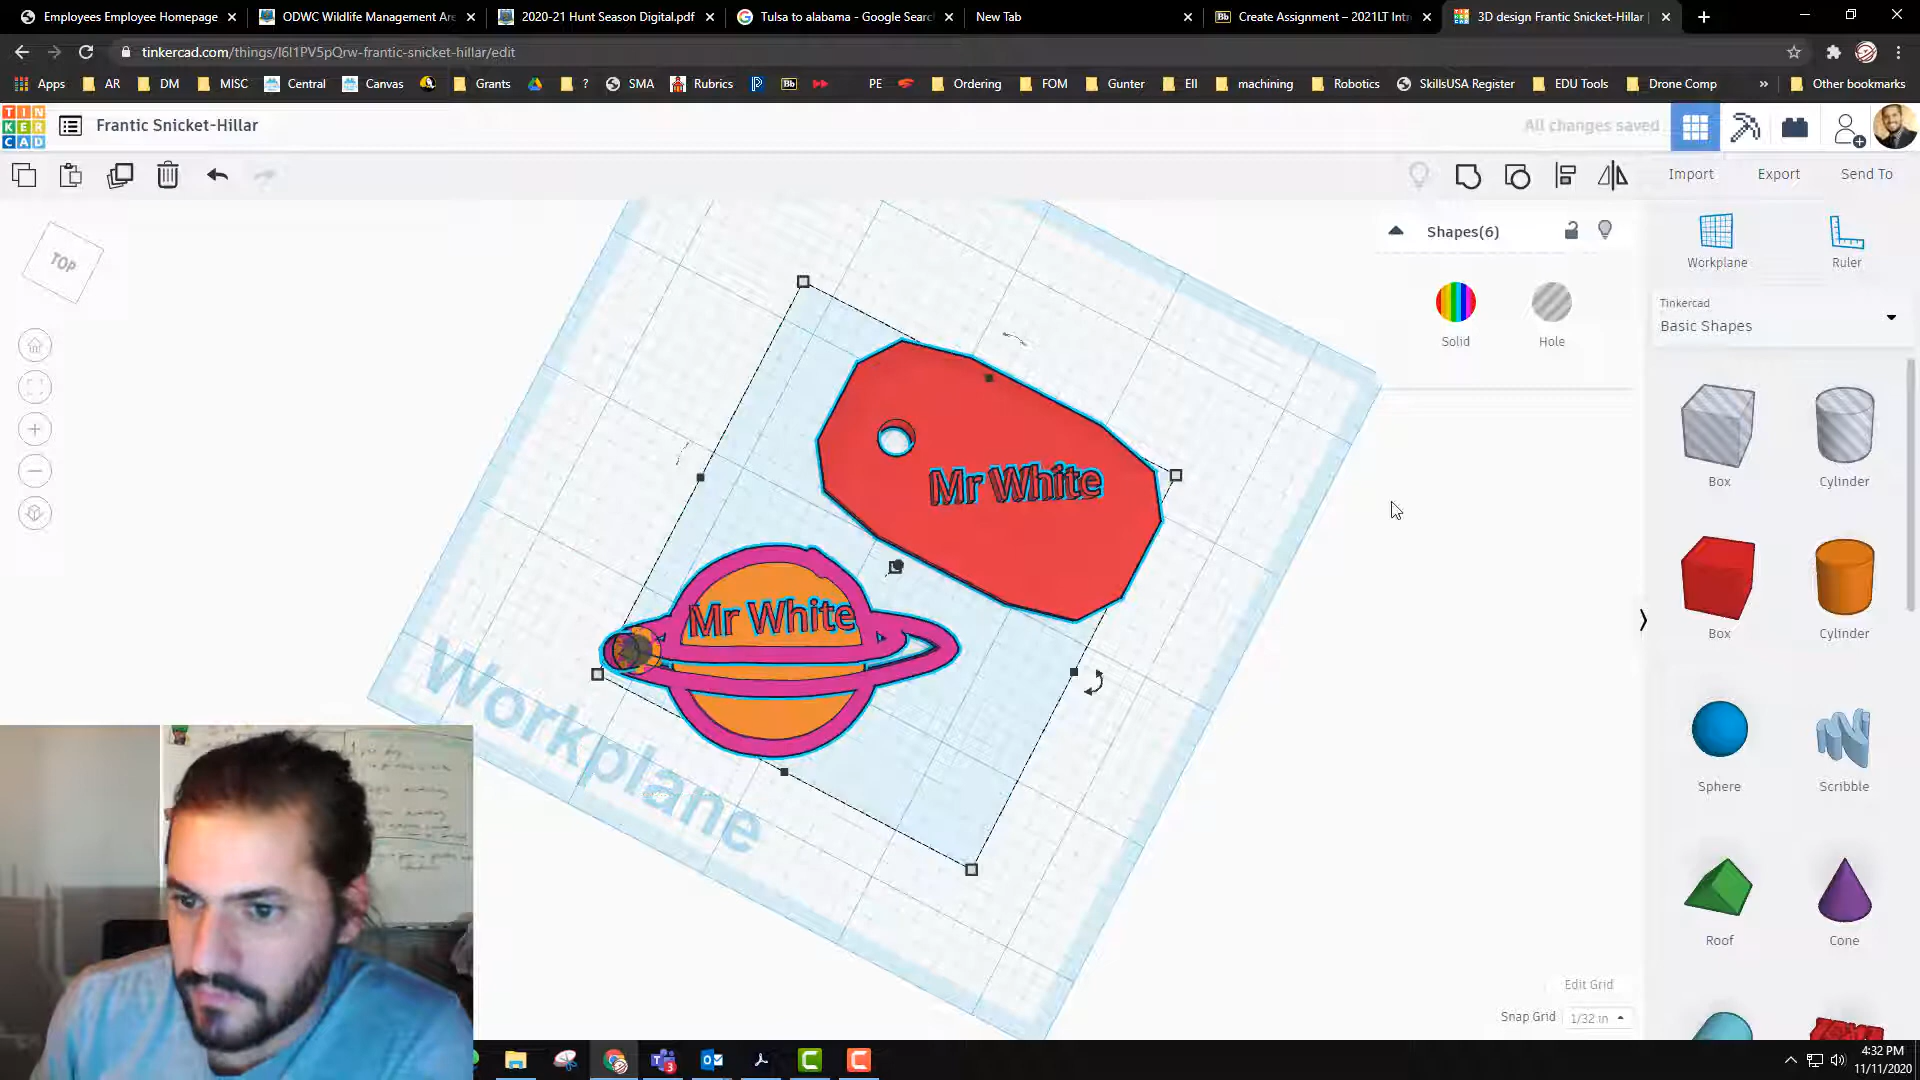 Employees Employee Homepage
ODWC Wildlife Management Are
2020-21 Hunt Season Digital.pdf
Tulsa to alabama - Google Searc
New Tab
Create Assignment – 2021LT Intr
3D design Frantic Snicket-Hillar
tinkercad.com/things/l6l1PV5pQrw-frantic-snicket-hillar/edit
Apps
AR
DM
MISC
Central
Canvas
Grants
?
SMA
Rubrics
Bb
PE
Ordering
FOM
Gunter
EII
machining
Robotics
SkillsUSA Register
EDU Tools
Drone Comp
Other bookmarks
TIN
KER
CAD
Frantic Snicket-Hillar
All changes saved
Import
Export
Send To
TOP
Shapes(6)
Solid
Hole
Workplane
Ruler
Tinkercad
Basic Shapes
Box
Cylinder
Box
Cylinder
Sphere
Scribble
Roof
Cone
Mr White
Mr White
Workplane
Edit Grid
Snap Grid
1/32 in
4:32 PM
11/11/2020